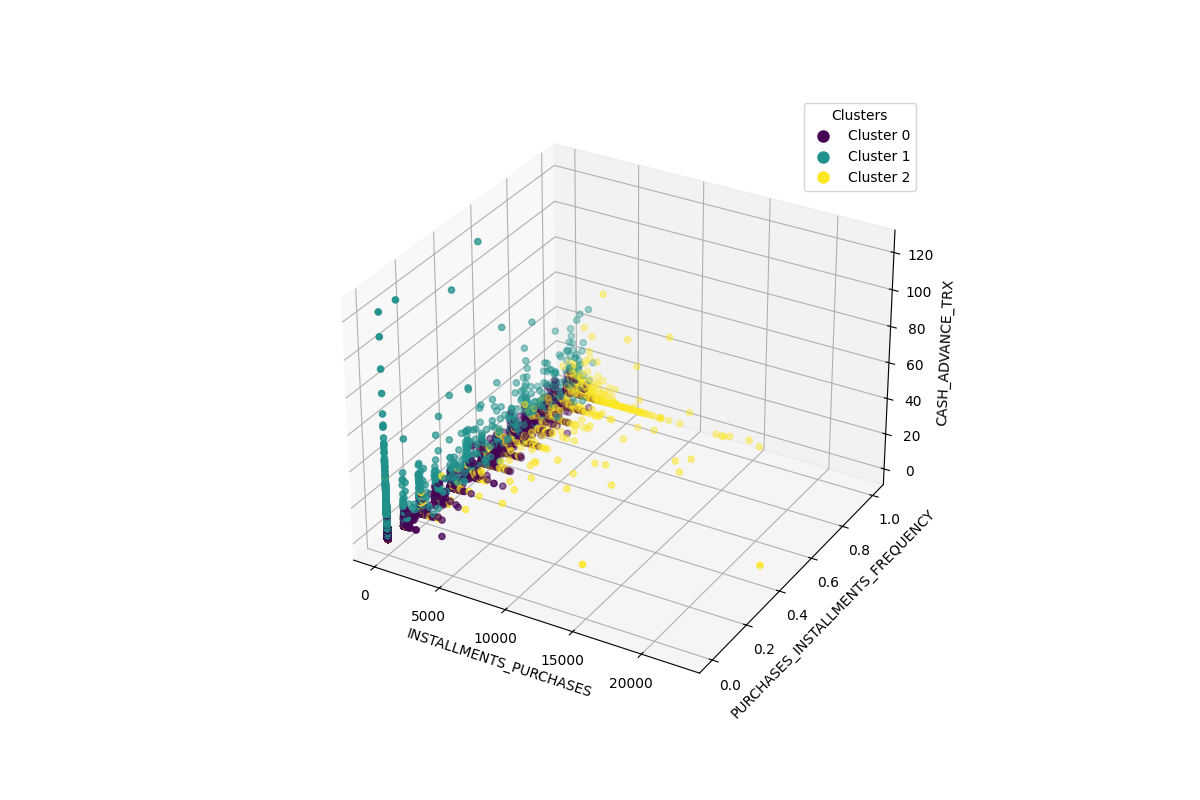 Clusters
Cluster 0
Cluster 1
Cluster 2
120
100
80
60
40
20
0
CASH_ADVANCE_TRX
1.0
0.8
0.6
0.4
0.2
0.0
PURCHASES_INSTALLMENTS_FREQUENCY
0
5000
10000
15000
20000
INSTALLMENTS_PURCHASES